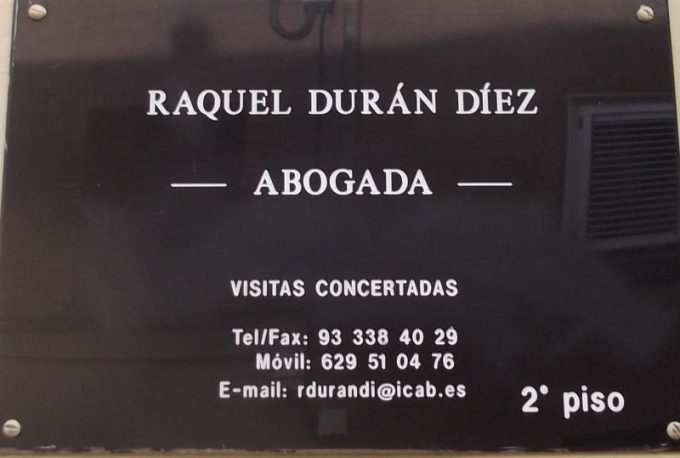 RAQUEL DURÁN DÍEZ
— ABOGADA —
VISITAS CONCERTADAS
Tel/Fax: 93 338 40 29
Móvil: 629 51 04 76
E-mail: rdurandi@icab.es
2° piso